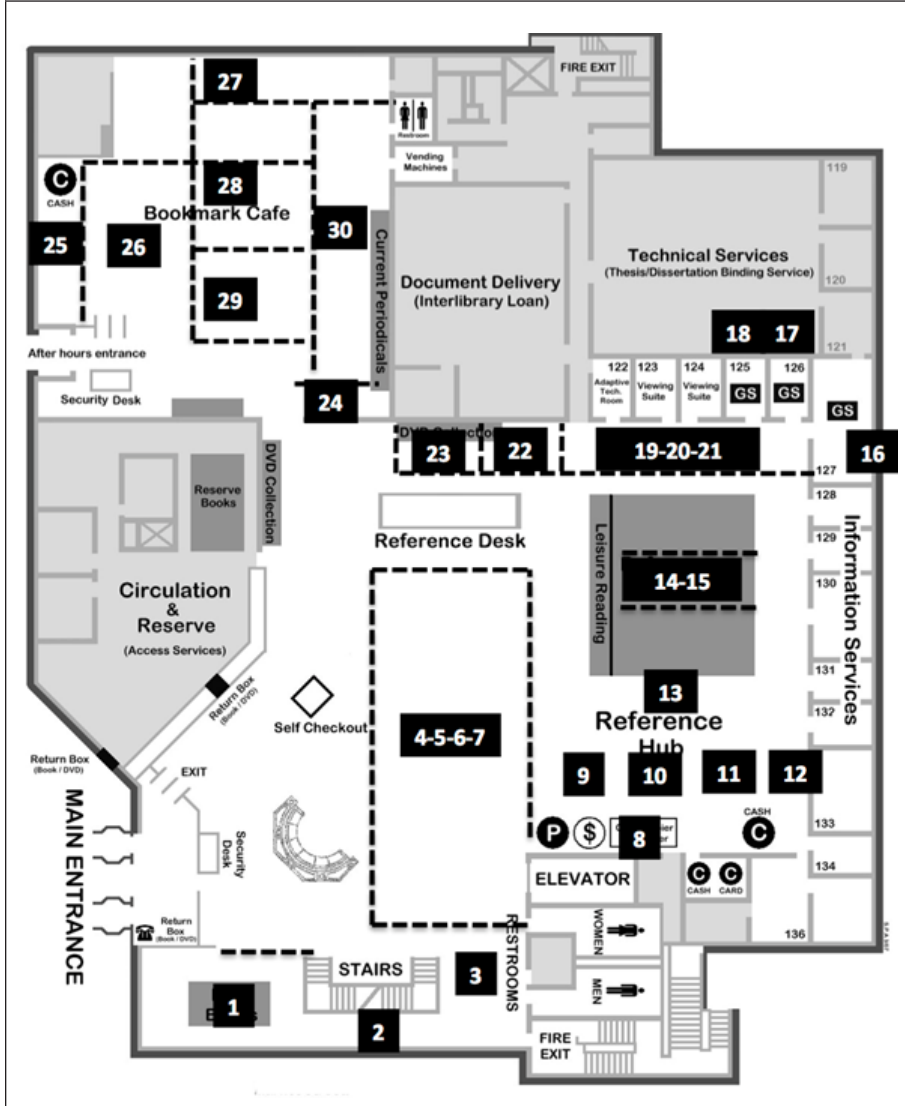 FIRE EXIT
27
Restroom
Vending
Machines
119
C
CASH
28
Bookmark Cafe
30
25
26
Current Periodicals
Technical Services
(Thesis/Dissertation Binding Service)
Document Delivery
(Interlibrary Loan)
120
29
18
17
121
After hours entrance
Security Desk
24
122
Adaptive
Tech.
Room
123
Viewing
Suite
124
Viewing
Suite
125
GS
126
GS
GS
DVD Collection
23
22
19-20-21
16
127
128
DVD Collection
Reserve
Books
Reference Desk
Leisure Reading
129
Information Services
14-15
130
Circulation
&
Reserve
(Access Services)
131
13
132
Return Box
(Book / DVD)
Self Checkout
4-5-6-7
Reference
Hub
9
10
11
12
Return Box
(Book / DVD)
EXIT
MAIN ENTRANCE
Security
Desk
P
$
8
CASH
C
133
134
ELEVATOR
C
CASH
C
CARD
Return
Box
(Book / DVD)
RESTROOMS
WOMEN
136
STAIRS
3
MEN
1
2
FIRE
EXIT